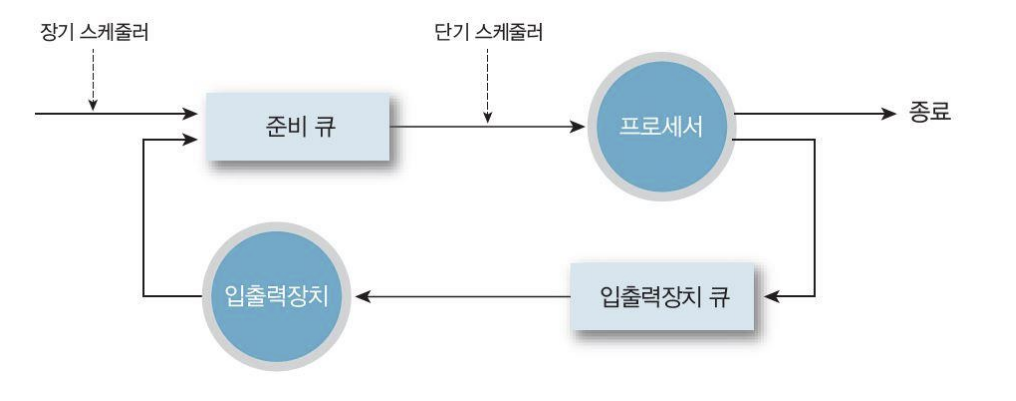 장기 스케줄러
단기 스케줄러
준비 큐
프로세서
종료
입출력장치
입출력장치 큐